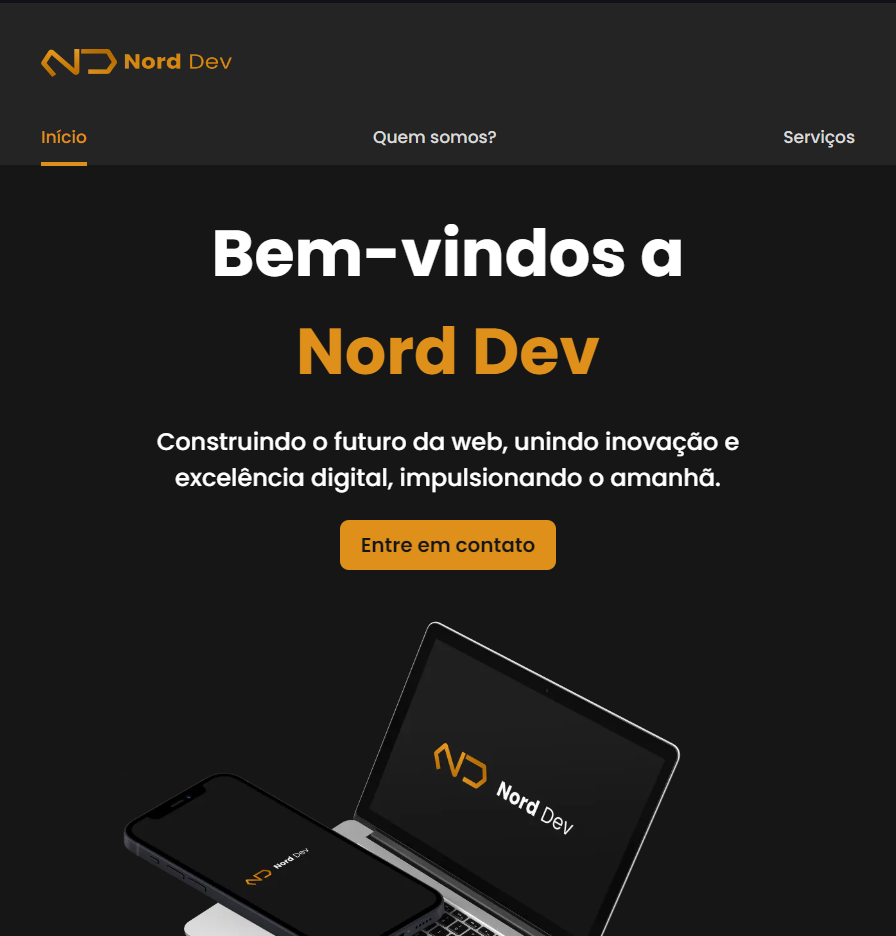 Nord Dev
Início
Quem somos?
Serviços
Bem-vindos a
Nord Dev
Construindo o futuro da web, unindo inovação e
excelência digital, impulsionando o amanhã.
Entre em contato
Nord Dev
Nord Dev